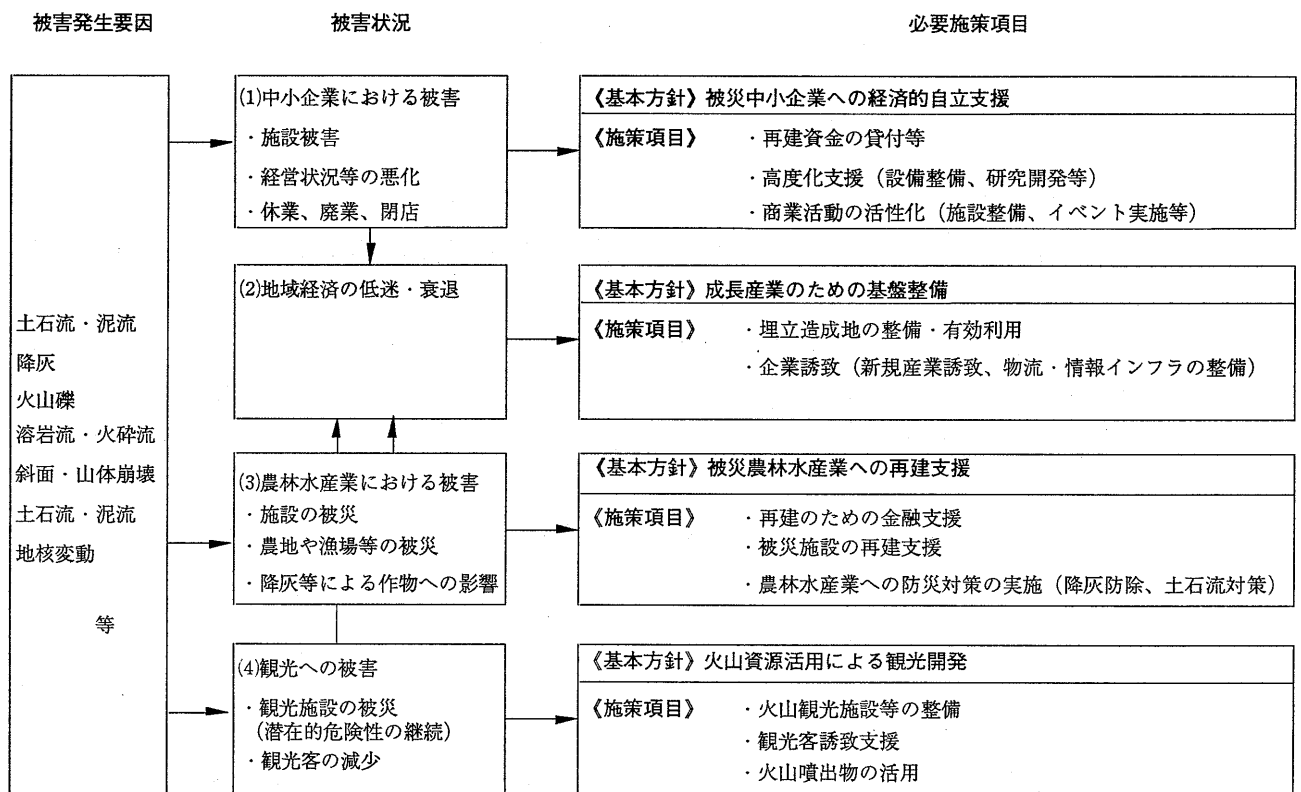 被害発生要因
被害状況
必要施策項目
土石流・泥流
降灰
火山礫
溶岩流・火砕流
斜面・山体崩壊
土石流・泥流
地核変動
等
(1)中小企業における被害
・施設被害
・経営状況等の悪化
・休業、廃業、閉店
《基本方針》被災中小企業への経済的自立支援
《施策項目》 ・再建資金の貸付等
・高度化支援（設備整備、研究開発等）
・商業活動の活性化（施設整備、イベント実施等）
(2)地域経済の低迷・衰退
《基本方針》成長産業のための基盤整備
《施策項目》 ・埋立造成地の整備・有効利用
・企業誘致（新規産業誘致、物流・情報インフラの整備）
(3)農林水産業における被害
・施設の被災
・農地や漁場等の被災
・降灰等による作物への影響
《基本方針》被災農林水産業への再建支援
《施策項目》 ・再建のための金融支援
・被災施設の再建支援
・農林水産業への防災対策の実施（降灰防除、土石流対策）
(4)観光への被害
・観光施設の被災
（潜在的危険性の継続）
・観光客の減少
《基本方針》火山資源活用による観光開発
《施策項目》 ・火山観光施設等の整備
・観光客誘致支援
・火山噴出物の活用